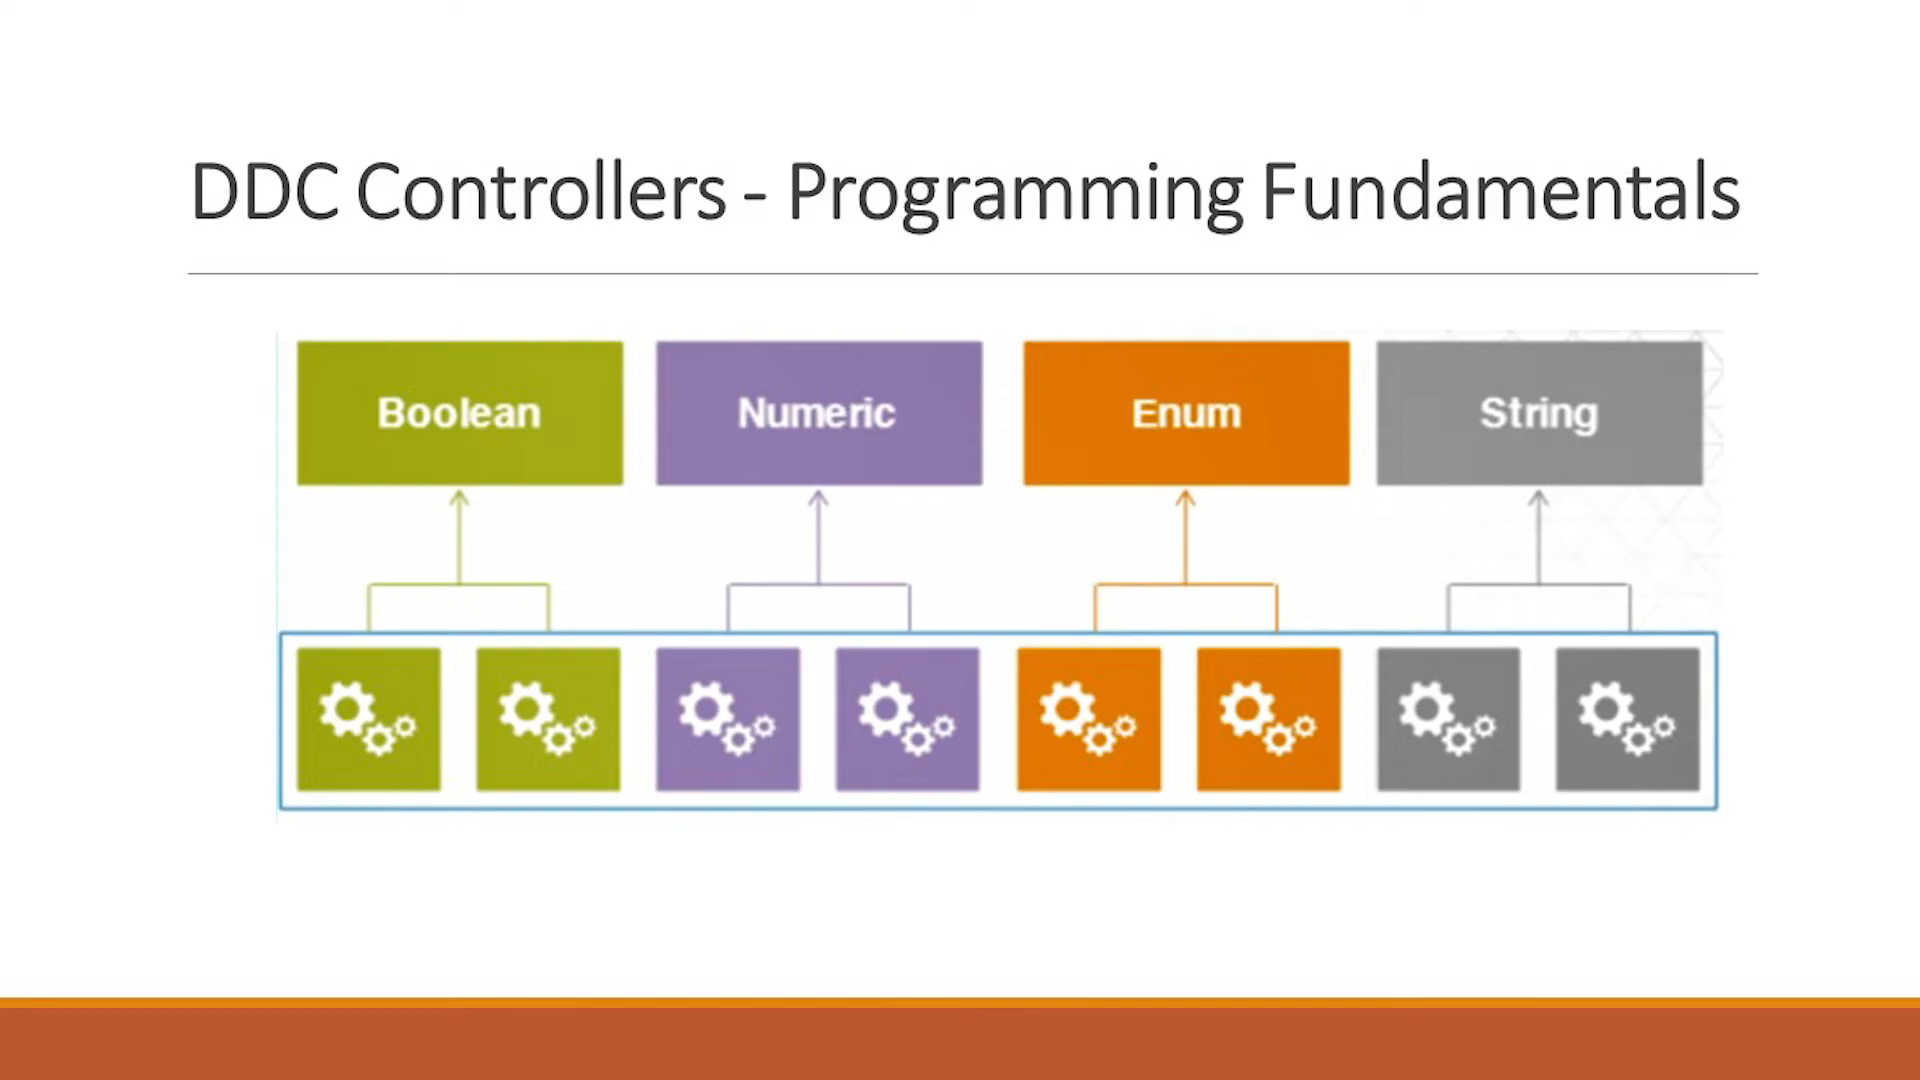 DDC Controllers - Programming Fundamentals
Boolean
Numeric
Enum
String